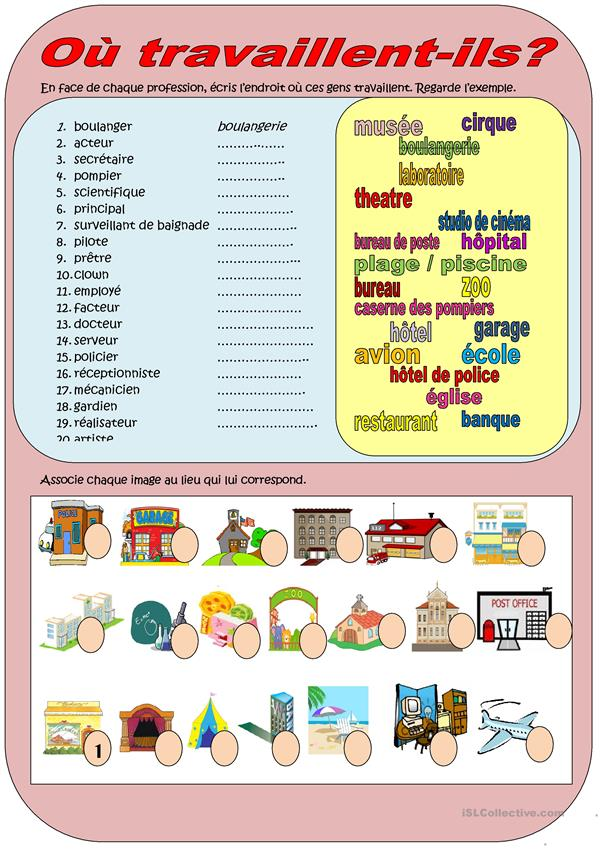 Où travaillent-ils?
En face de chaque profession, écris l'endroit où ces gens travaillent. Regarde l'exemple.
1. boulanger boulangerie
2. acteur ................
3. secrétaire ................
4. pompier ................
5. scientifique ................
6. principal ...................
7. surveillant de baignade ................
8. pilote ...................
9. prêtre .....................
10. clown .....................
11. employé ....................
12. facteur ....................
13. docteur ........................
14. serveur ........................
15. policier .......................
16. réceptionniste .....................
17. mécanicien ......................
18. gardien ........................
19. réalisateur .........................
20. artiste
musée cirque
boulangerie
laboratoire
theatre
studio de cinéma
bureau de poste hôpital
plage / piscine
bureau ZOO
caserne des pompiers
hôtel garage
avion école
hôtel de police
église
restaurant banque
Associe chaque image au lieu qui lui correspond.
POLICE
GARAGE
ZOO
POST OFFICE
1
iSLCollective.com